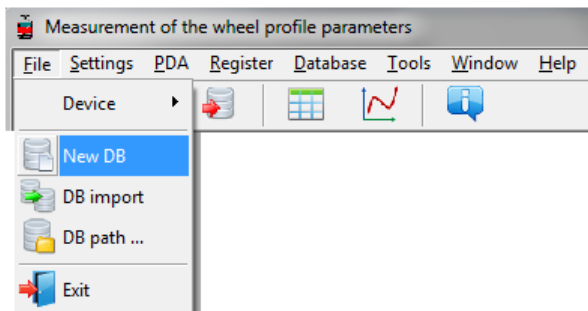 Measurement of the wheel profile parameters
File Settings PDA Register Database Tools Window Help
Device
New DB
DB import
DB path ...
Exit